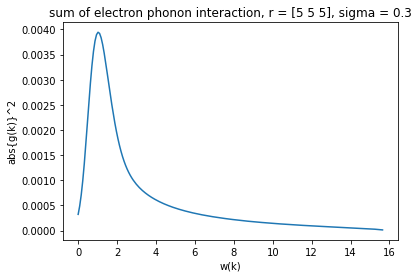 sum of electron phonon interaction, r = [5 5 5], sigma = 0.3
abs{g(k)}^2
0.0040
0.0035
0.0030
0.0025
0.0020
0.0015
0.0010
0.0005
0.0000
0 2 4 6 8 10 12 14 16
w(k)